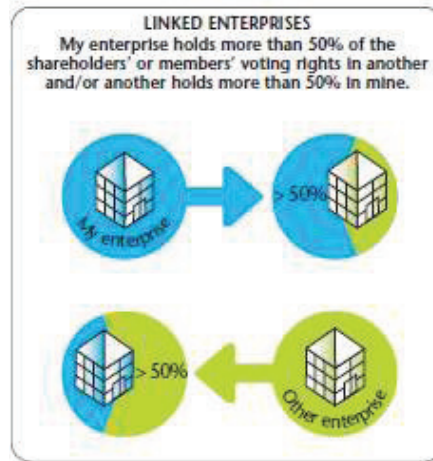 LINKED ENTERPRISES
My enterprise holds more than 50% of the
shareholders' or members' voting rights in another
and/or another holds more than 50% in mine.
My enterprise
> 50%
> 50%
Other enterprise